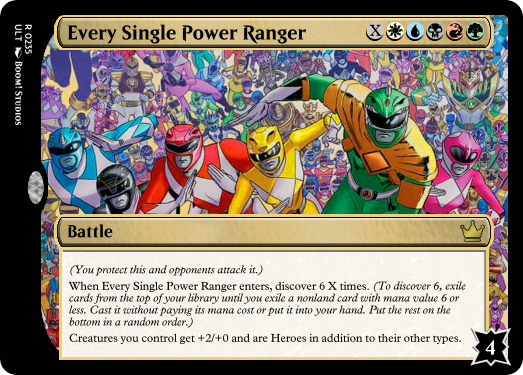 Every Single Power Ranger X
Battle
(You protect this and opponents attack it.)
When Every Single Power Ranger enters, discover 6 X times. (To discover 6, exile
cards from the top of your library until you exile a nonland card with mana value 6 or
less. Cast it without paying its mana cost or put it into your hand. Put the rest on the
bottom in a random order.)
Creatures you control get +2/+0 and are Heroes in addition to their other types.
4
R 0235
ULT BOOM! STUDIOS